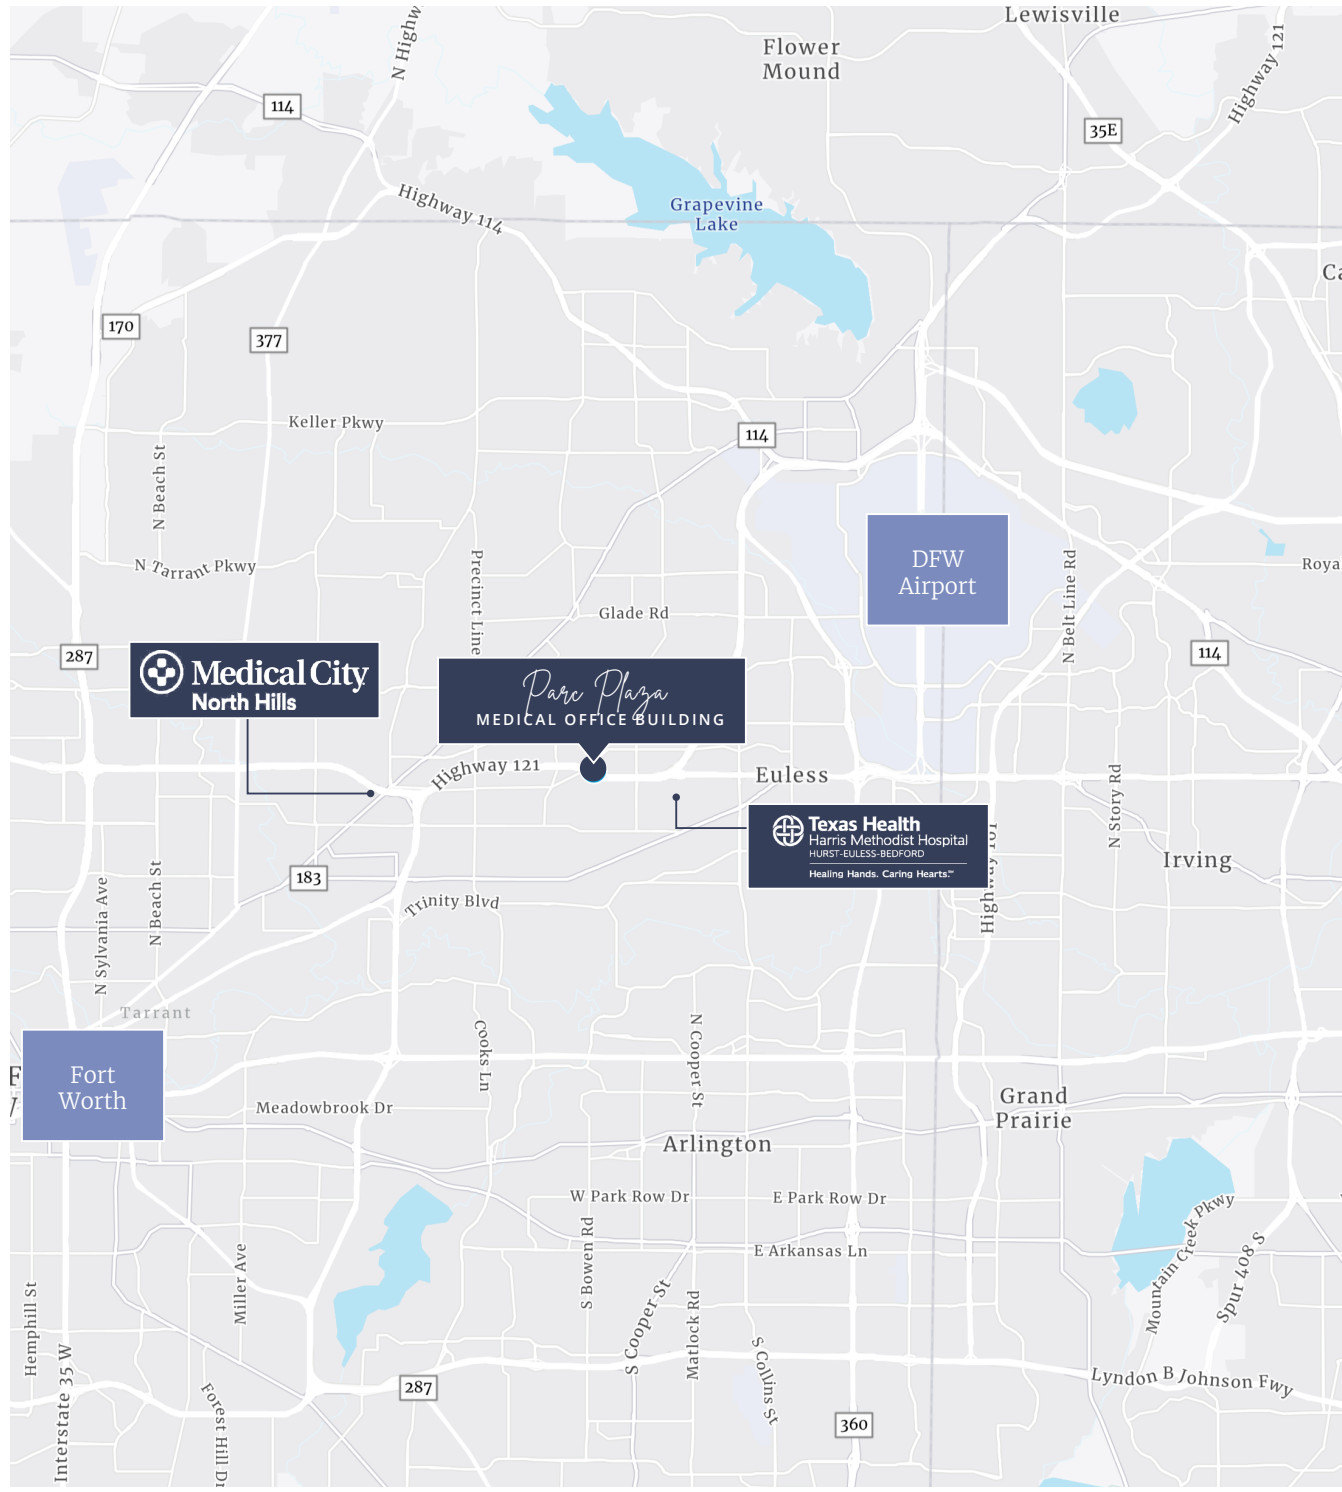 Lewisville
Flower
Mound
N Highw
Highway 121
114
35E
Highway 114
Grapevine
Lake
Ca
170
377
Keller Pkwy
114
N Beach St
DFW
Airport
N Tarrant Pkwy
Precinct Line
Glade Rd
N Belt Line Rd
Roya
287
114
Medical City
North Hills
Parc Plaza
MEDICAL OFFICE BUILDING
Highway 121
Euless
N Story Rd
Texas Health
Harris Methodist Hospital
HURST-EULESS-BEDFORD
Healing Hands. Caring Hearts.℠
Highway 161
Irving
183
Trinity Blvd
N Sylvania Ave
N Beach St
Tarrant
Fort
Worth
F
Cooks Ln
N Cooper St
Meadowbrook Dr
Grand
Prairie
Arlington
W Park Row Dr
E Park Row Dr
E Arkansas Ln
S Bowen Rd
S Cooper St
Matlock Rd
S Collins St
Mountain Creek Pkwy
Spur 408 S
Hemphill St
Miller Ave
Interstate 35 W
Forest Hill Dr
287
360
Lyndon B Johnson Fwy